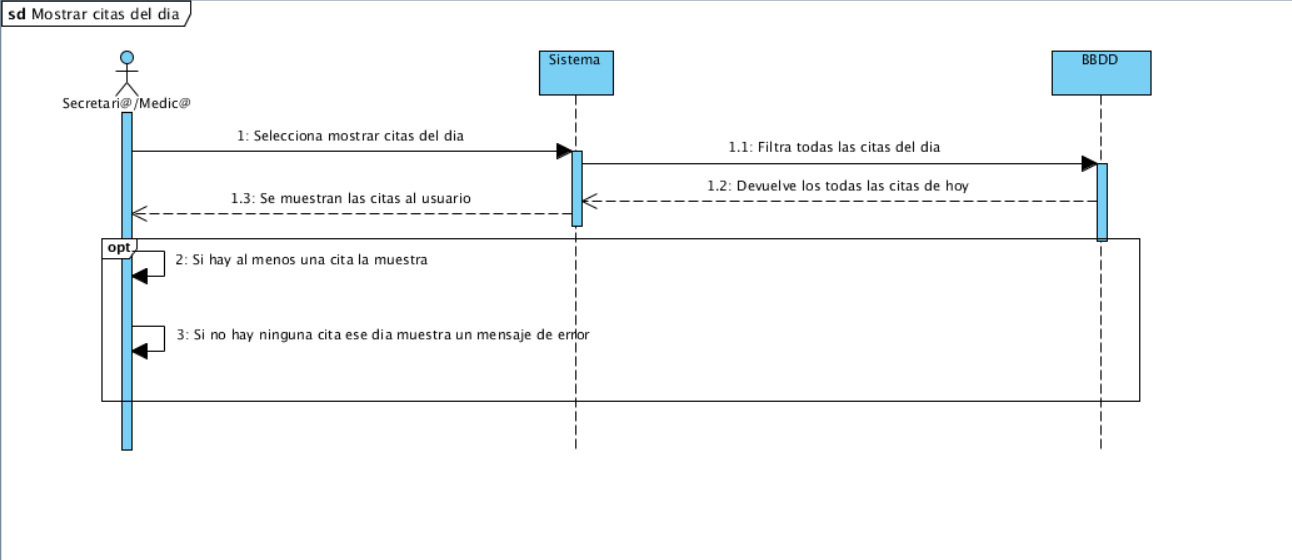 sd Mostrar citas del dia
Secretari@/Medic@
Sistema
BBDD
1: Selecciona mostrar citas del dia
1.1: Filtra todas las citas del dia
1.2: Devuelve los todas las citas de hoy
1.3: Se muestran las citas al usuario
opt
2: Si hay al menos una cita la muestra
3: Si no hay ninguna cita ese dia muestra un mensaje de error